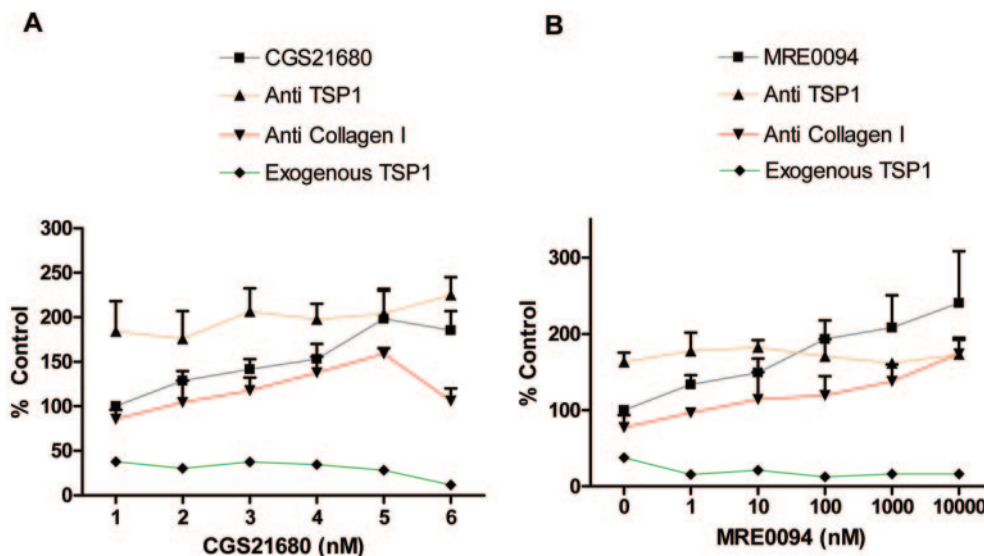 A
CGS21680
Anti TSP1
Anti Collagen I
Exogenous TSP1
% Control
300
250
200
150
100
50
0
1 2 3 4 5 6
CGS21680 (nM)
B
MRE0094
Anti TSP1
Anti Collagen I
Exogenous TSP1
% Control
300
200
100
0
0 1 10 100 1000 10000
MRE0094 (nM)